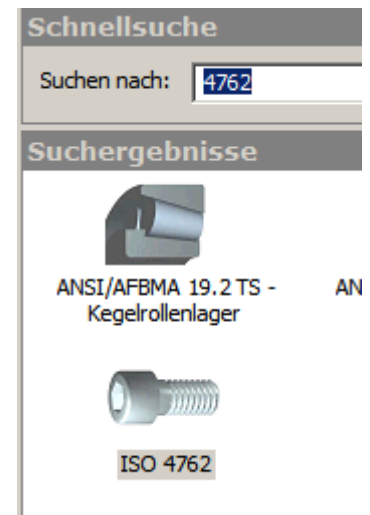 Schnellsuche
Suchen nach: 4762
Suchergebnisse
ANSI/AFBMA 19.2 TS - AN
Kegelrollenlager
ISO 4762